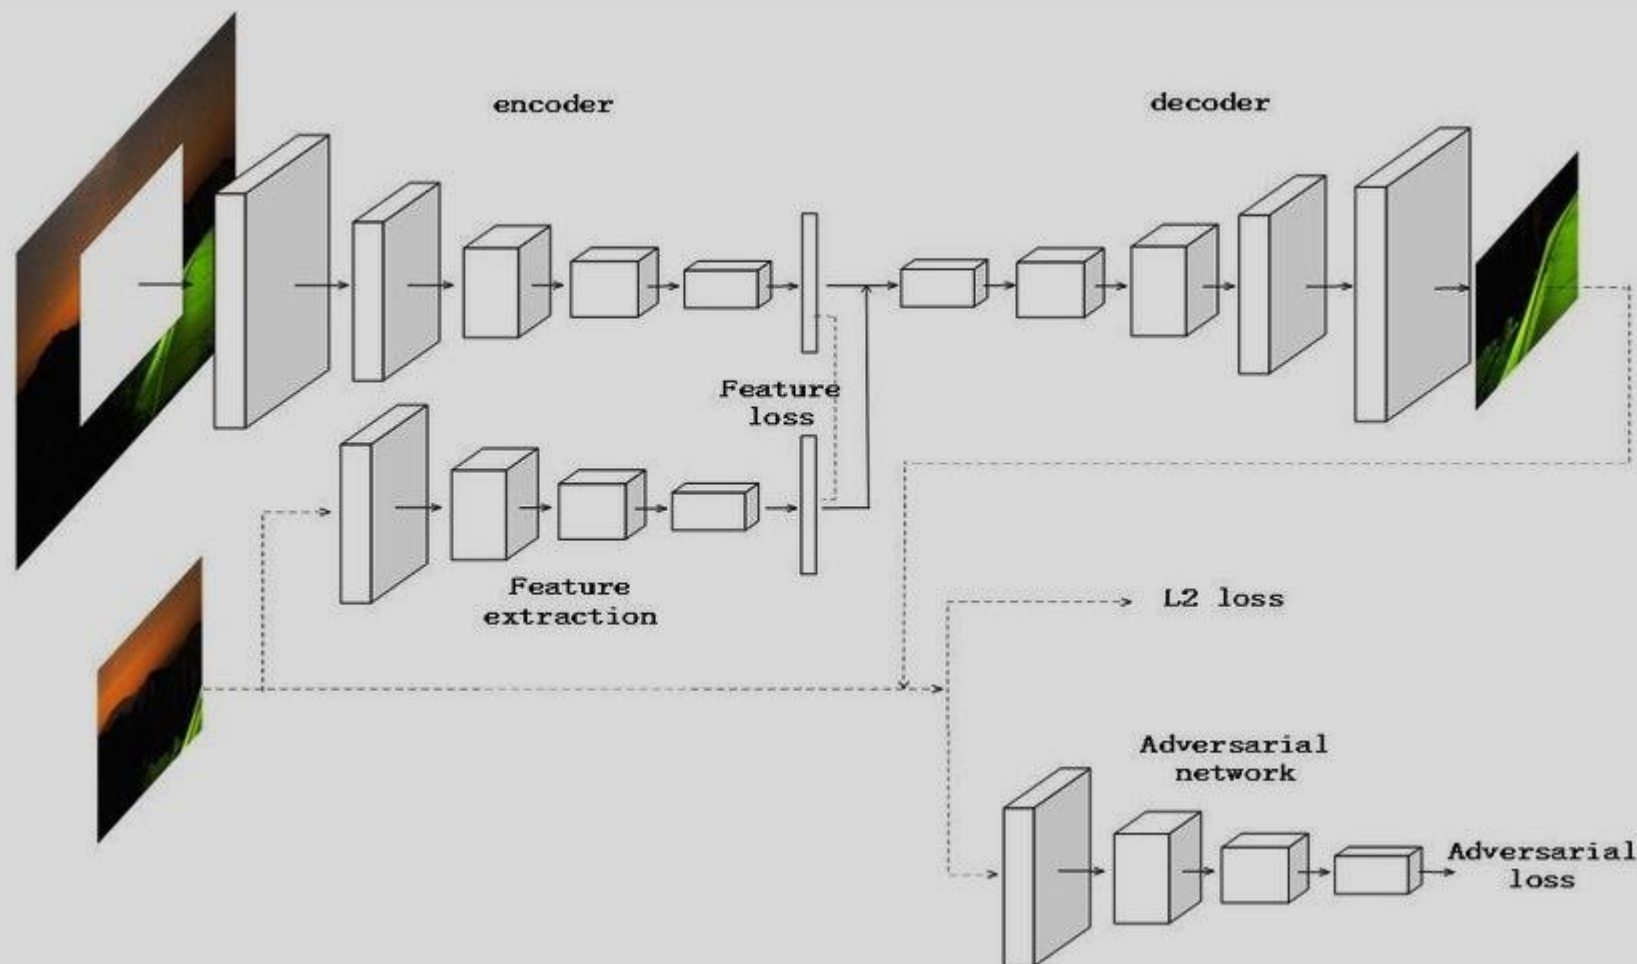 encoder
decoder
Feature
loss
Feature
extraction
L2 loss
Adversarial
network
Adversarial
loss